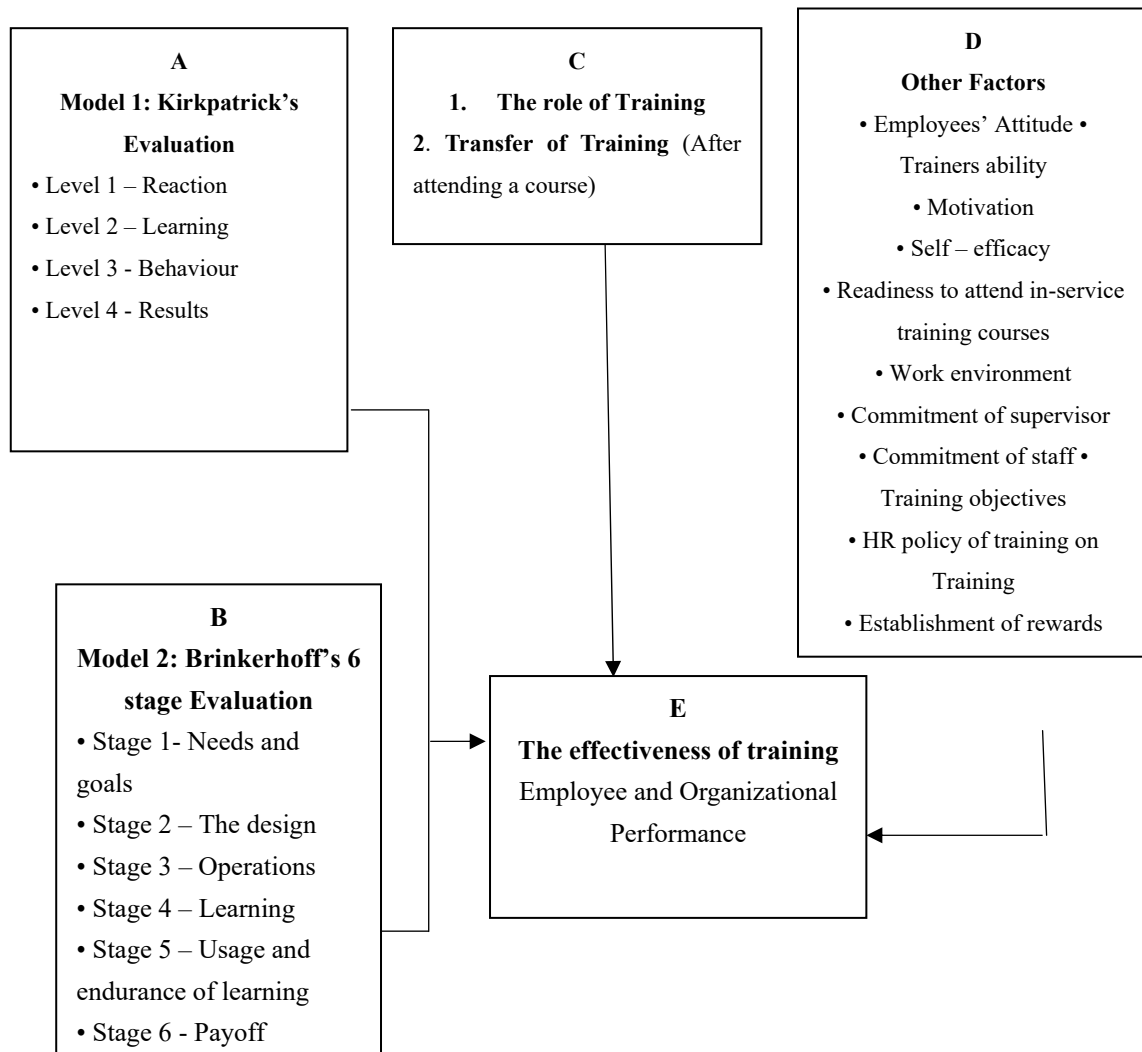 A
Model 1: Kirkpatrick’s
Evaluation
• Level 1 – Reaction
• Level 2 – Learning
• Level 3 - Behaviour
• Level 4 - Results
B
Model 2: Brinkerhoff’s 6
stage Evaluation
• Stage 1- Needs and
goals
• Stage 2 – The design
• Stage 3 – Operations
• Stage 4 – Learning
• Stage 5 – Usage and
endurance of learning
• Stage 6 - Payoff
C
1. The role of Training
2. Transfer of Training (After
attending a course)
D
Other Factors
• Employees’ Attitude •
Trainers ability
• Motivation
• Self – efficacy
• Readiness to attend in-service
training courses
• Work environment
• Commitment of supervisor
• Commitment of staff •
Training objectives
• HR policy of training on
Training
• Establishment of rewards
E
The effectiveness of training
Employee and Organizational
Performance